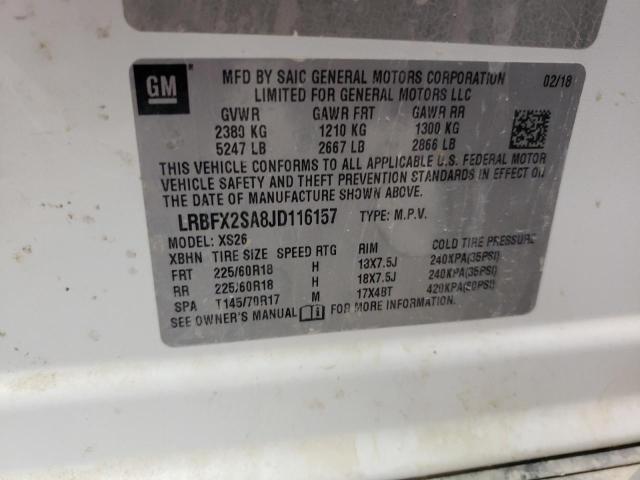 GM
MFD BY SAIC GENERAL MOTORS CORPORATION 02/18
LIMITED FOR GENERAL MOTORS LLC
GVWR GAWR FRT GAWR RR
2380 KG 1210 KG 1300 KG
5247 LB 2667 LB 2866 LB
THIS VEHICLE CONFORMS TO ALL APPLICABLE U.S. FEDERAL MOTOR
VEHICLE SAFETY AND THEFT PREVENTION STANDARDS IN EFFECT ON
THE DATE OF MANUFACTURE SHOWN ABOVE.
LRBFX2SA8JD116157 TYPE: M.P.V.
MODEL: XS26
XBHN TIRE SIZE SPEED RTG RIM COLD TIRE PRESSURE
FRT 225/60R18 H 18X7.5J 240KPA(35PSI)
RR 225/60R18 H 18X7.5J 240KPA(35PSI)
SPA T145/70R17 M 17X4BT 420KPA(60PSI)
SEE OWNER'S MANUAL FOR MORE INFORMATION.